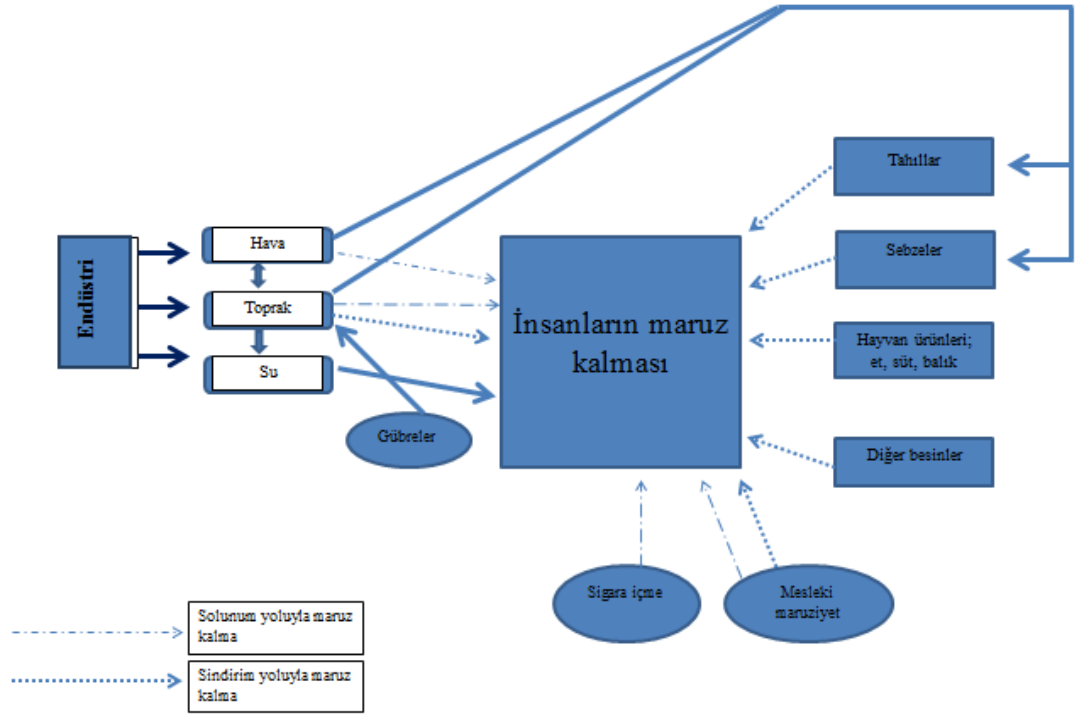 Endüstri
Hava
Toprak
Su
Gübreler
İnsanların maruz
kalması
Tahıllar
Sebzeler
Hayvan ürünleri;
et, süt, balık
Diğer besinler
Sigara içme
Mesleki
maruziyet
Solunum yoluyla maruz
kalma
Sindirim yoluyla maruz
kalma